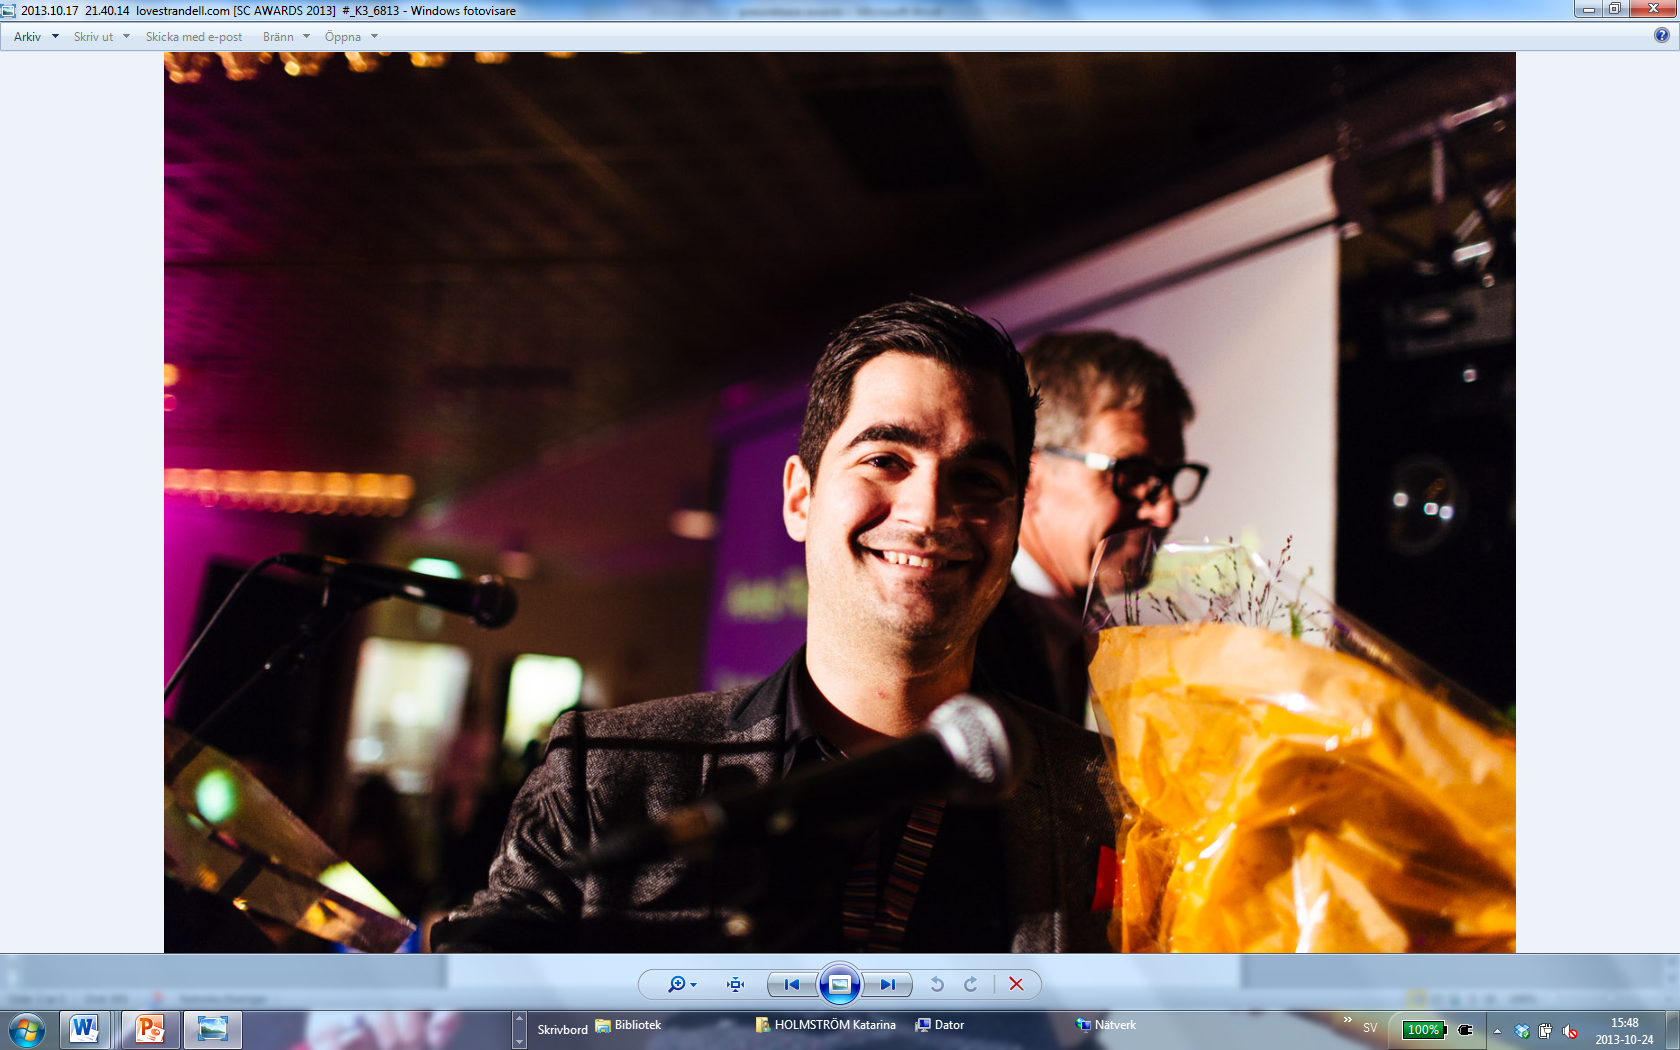 2013.10.17  21.40.14  lovestrandell.com [SC AWARDS 2013]  #_K3_6813 - Windows fotovisare
Arkiv Skriv ut Skicka med e-post Bränn Öppna
Skrivbord Bibliotek HOLMSTRÖM Katarina Dator Nätverk » SV 100% 15:48
2013-10-24